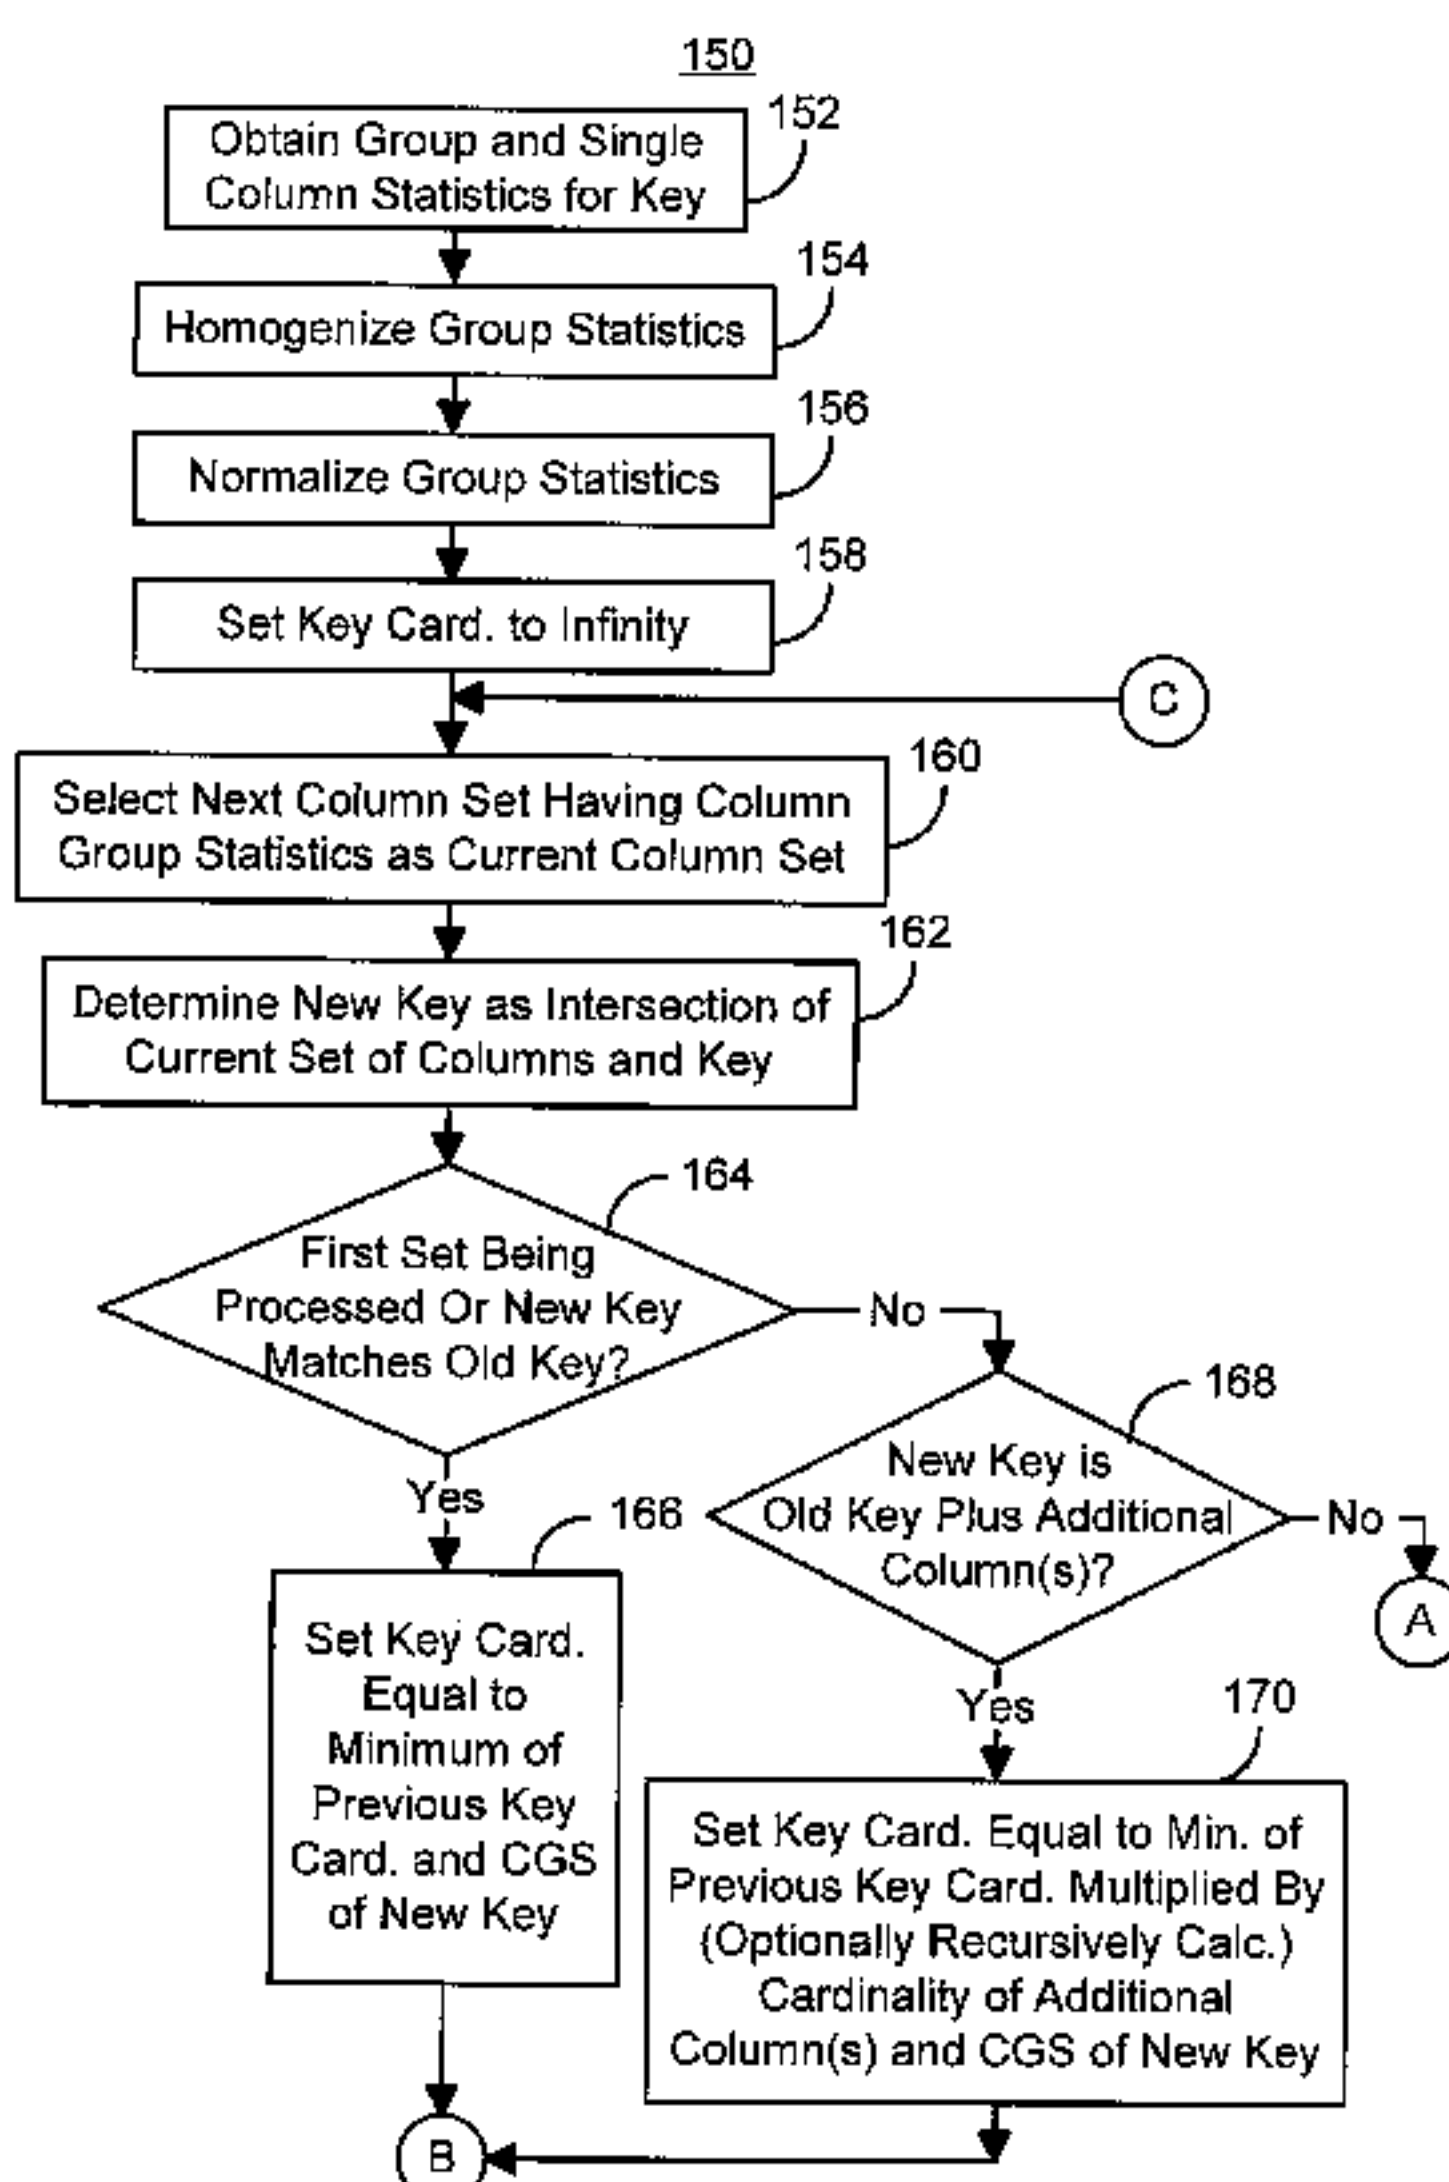 150
152
Obtain Group and Single
Column Statistics for Key
154
Homogenize Group Statistics
156
Normalize Group Statistics
158
Set Key Card. to Infinity
C
160
Select Next Column Set Having Column
Group Statistics as Current Column Set
162
Determine New Key as Intersection of
Current Set of Columns and Key
164
First Set Being
Processed Or New Key
Matches Old Key?
No
168
New Key is
Old Key Plus Additional
Column(s)?
No
A
Yes
166
Set Key Card.
Equal to
Minimum of
Previous Key
Card. and CGS
of New Key
Yes
170
Set Key Card. Equal to Min. of
Previous Key Card. Multiplied By
(Optionally Recursively Calc.)
Cardinality of Additional
Column(s) and CGS of New Key
B